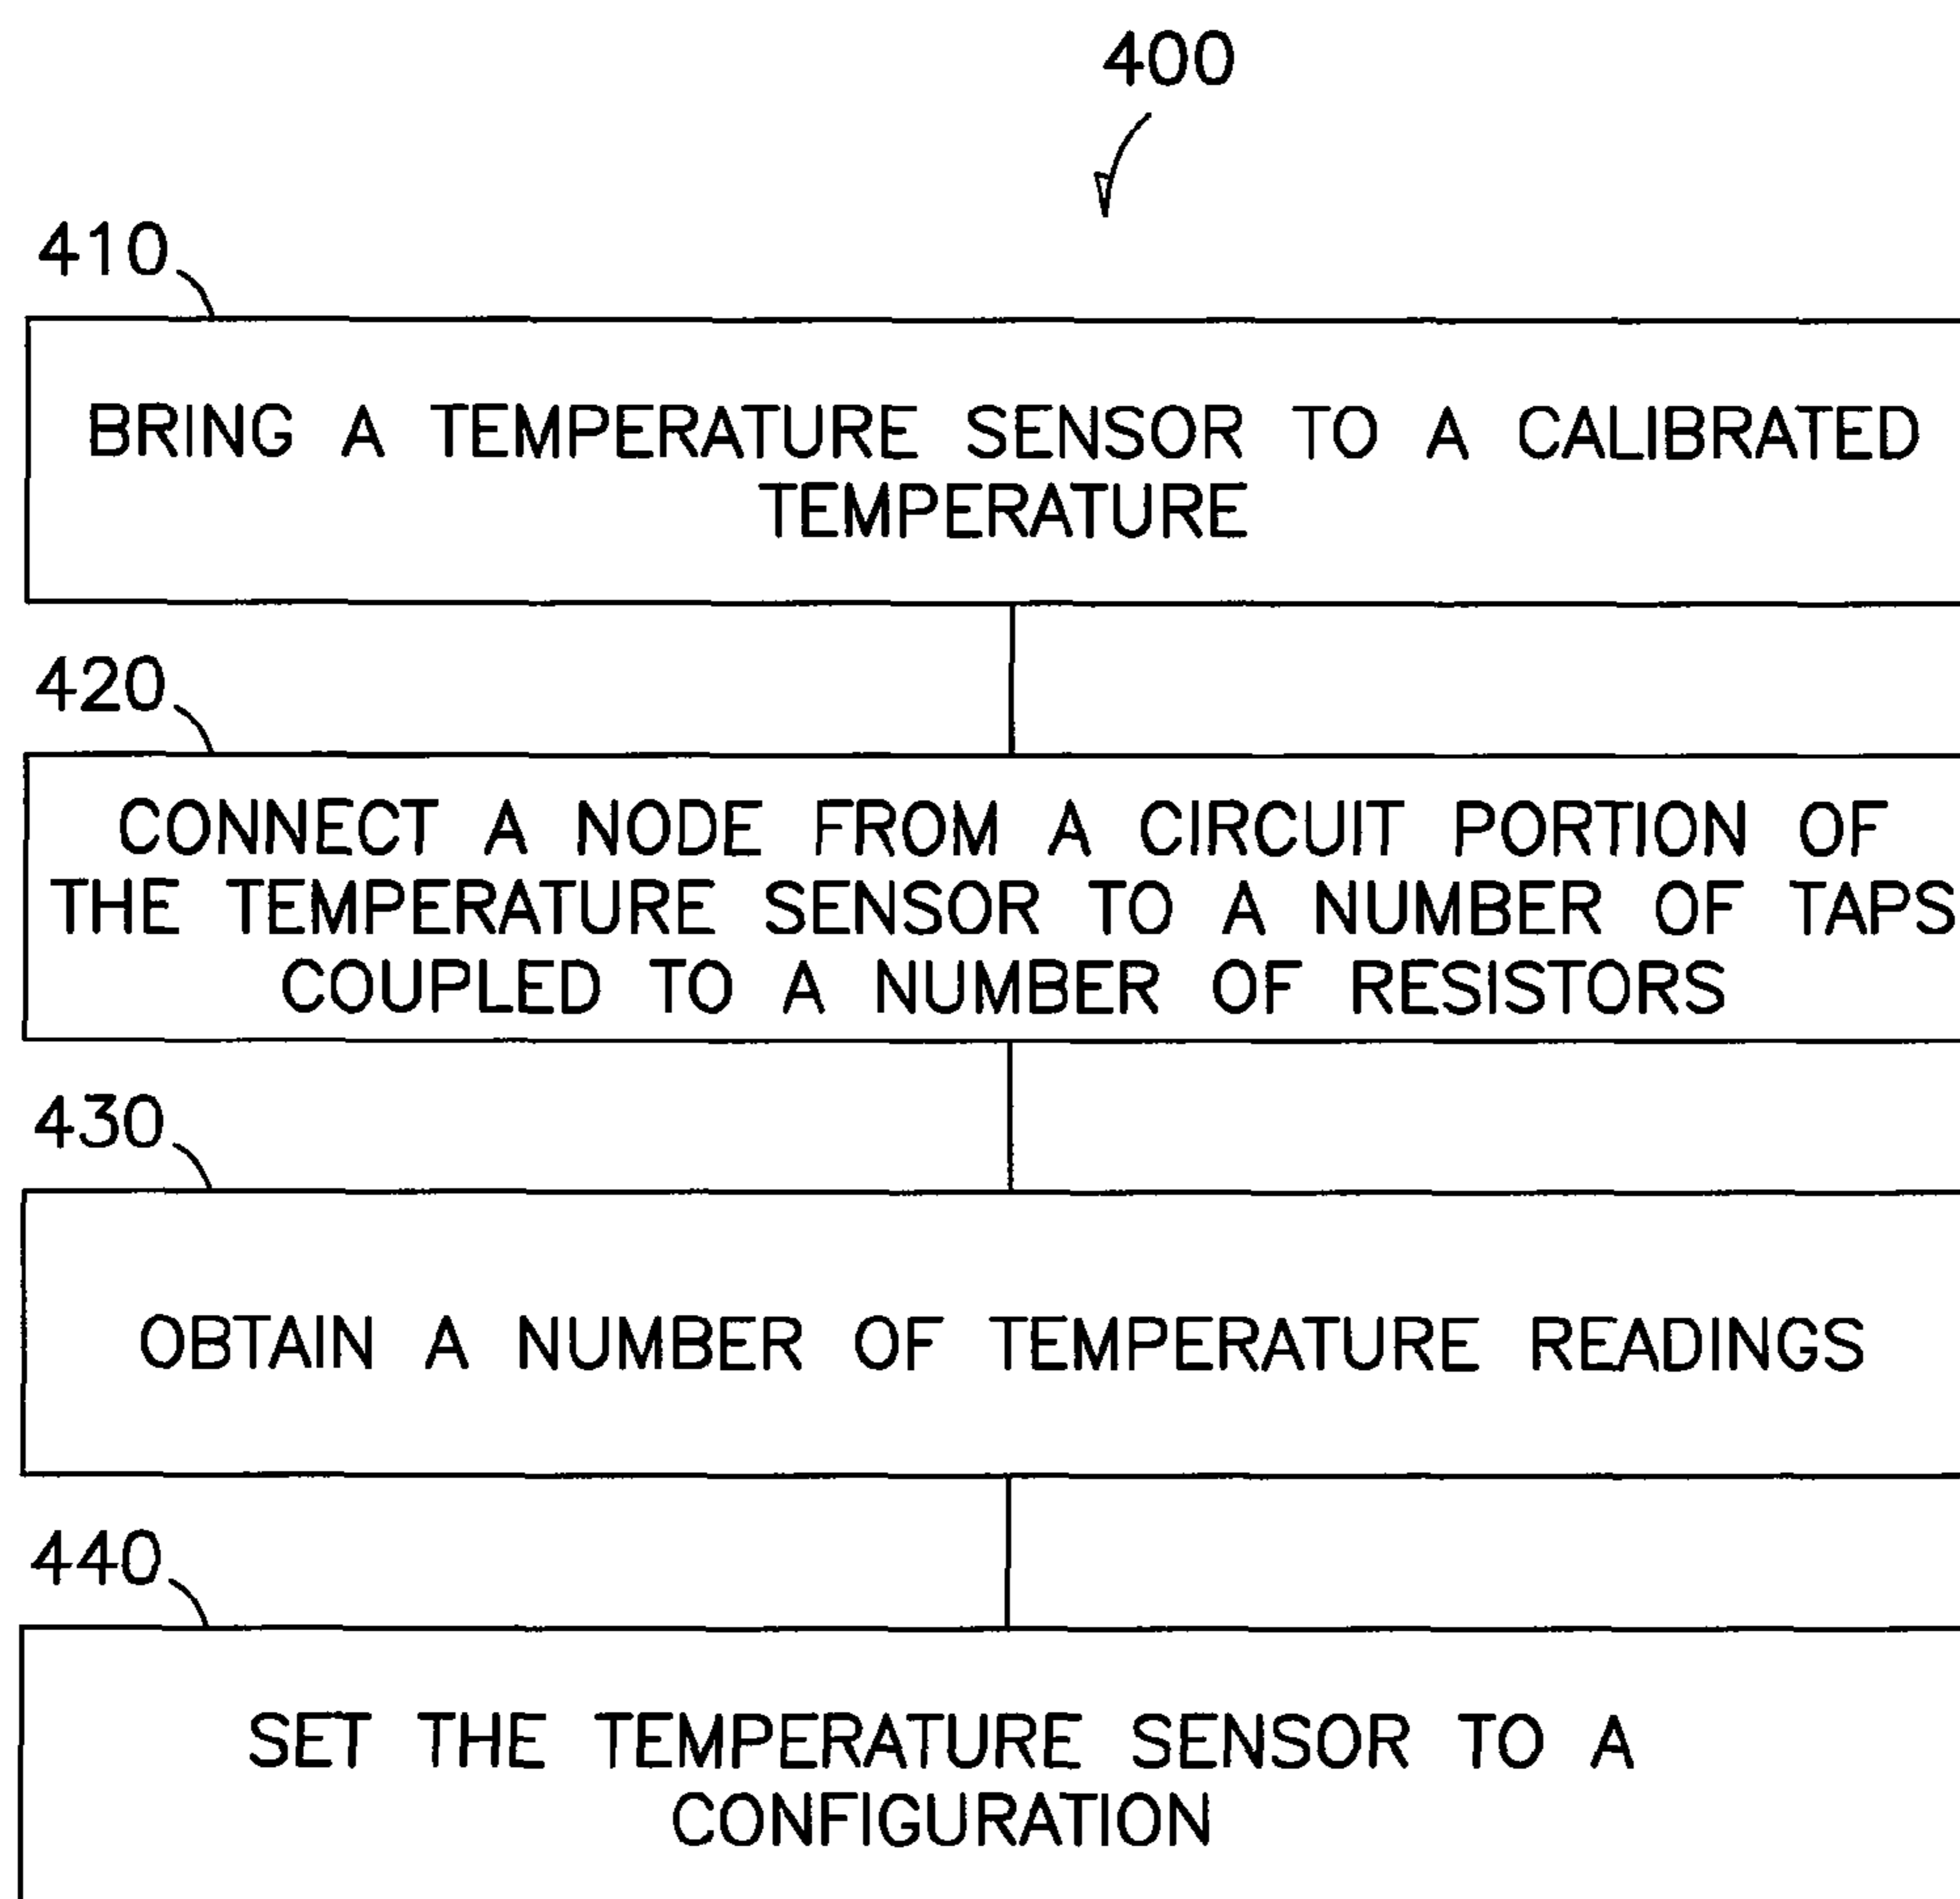 400
410
BRING A TEMPERATURE SENSOR TO A CALIBRATED
TEMPERATURE
420
CONNECT A NODE FROM A CIRCUIT PORTION OF
THE TEMPERATURE SENSOR TO A NUMBER OF TAPS
COUPLED TO A NUMBER OF RESISTORS
430
OBTAIN A NUMBER OF TEMPERATURE READINGS
440
SET THE TEMPERATURE SENSOR TO A
CONFIGURATION